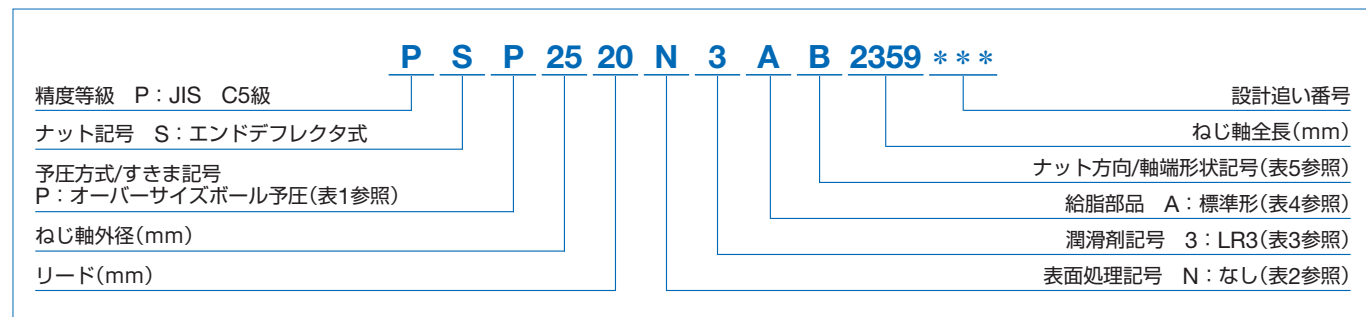 P S P 25 20 N 3 A B 2359 ***
精度等級 P:JIS C5級
ナット記号 S:エンドデフレクタ式
予圧方式/すきま記号
P:オーバーサイズボール予圧(表1参照)
ねじ軸外径(mm)
リード(mm)
設計追い番号
ねじ軸全長(mm)
ナット方向/軸端形状記号(表5参照)
給脂部品 A:標準形(表4参照)
潤滑剤記号 3:LR3(表3参照)
表面処理記号 N:なし(表2参照)